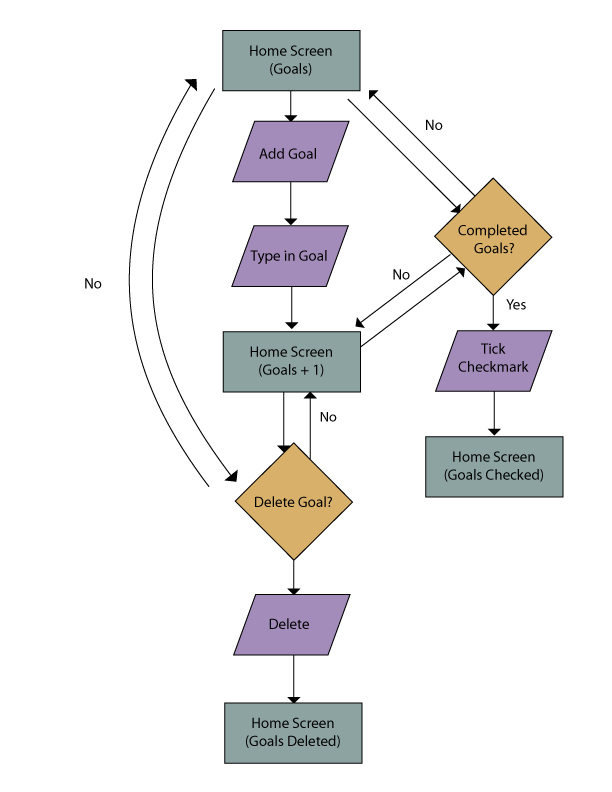 Home Screen
(Goals)
No
Add Goal
Completed
Goals?
Type in Goal
No
No
Yes
Home Screen
(Goals + 1)
Tick
Checkmark
No
Home Screen
(Goals Checked)
Delete Goal?
Delete
Home Screen
(Goals Deleted)